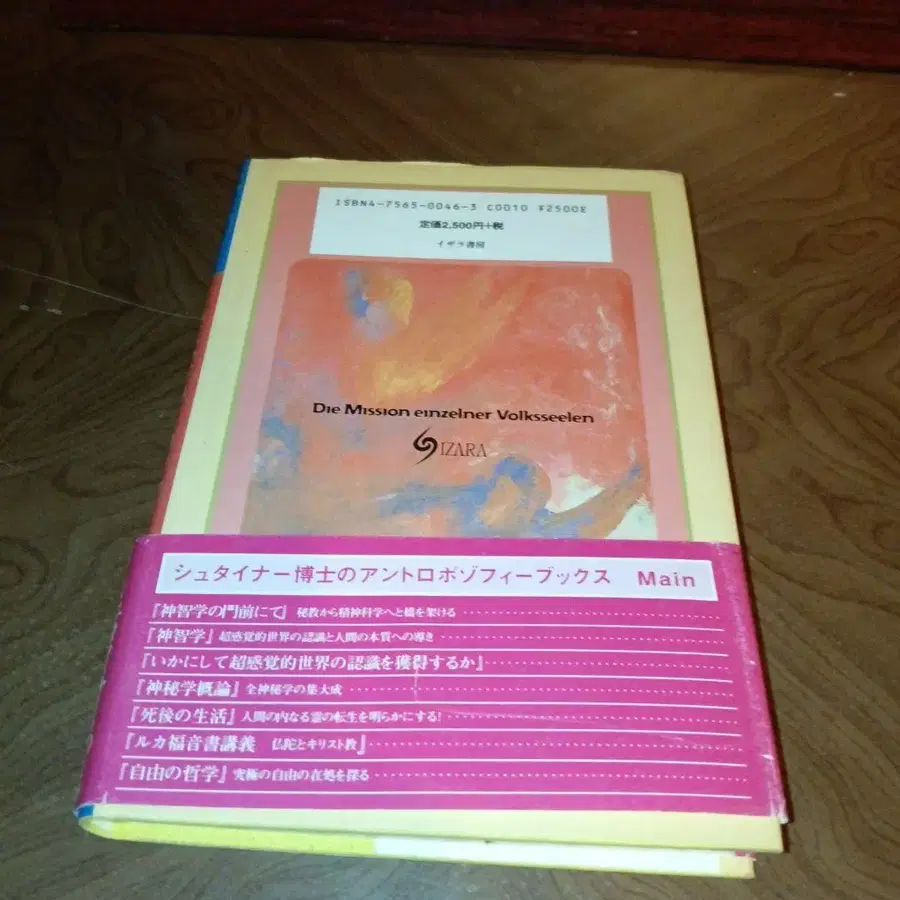 ISBN4-7565-0046-3 C0010 ¥2500E
定価2,500円+税
イザラ書房
Die Mission einzelner Volksseelen
IZARA
シュタイナー博士のアントロポゾフィーブックス Main
『神智学の門前にて』 秘教から精神科学へと橋を架ける
『神智学』 超感覚的世界の認識と人間の本質への導き
『いかにして超感覚的世界の認識を獲得するか』
『神秘学概論』 全神秘学の集大成
『死後の生活』 人間の内なる霊の転生を明らかにする!
『ルカ福音書講義 仏陀とキリスト教』
『自由の哲学』 究極の自由の在処を探る